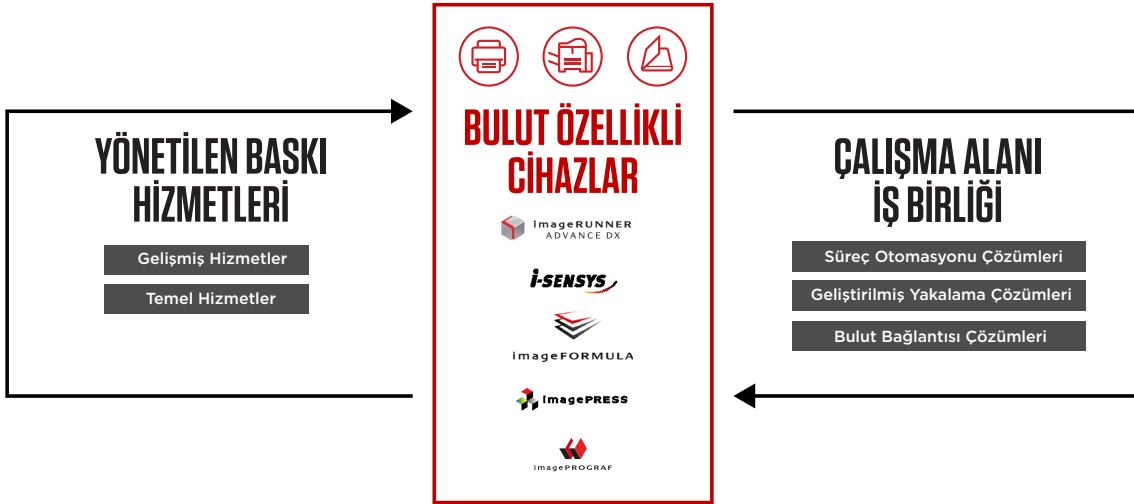 YÖNETİLEN BASKI
HİZMETLERİ
Gelişmiş Hizmetler
Temel Hizmetler
BULUT ÖZELLİKLİ
CİHAZLAR
imageRUNNER
ADVANCE DX
i-SENSYS
imageFORMULA
imagePRESS
imagePROGRAF
ÇALIŞMA ALANI
İŞ BİRLİĞİ
Süreç Otomasyonu Çözümleri
Geliştirilmiş Yakalama Çözümleri
Bulut Bağlantısı Çözümleri